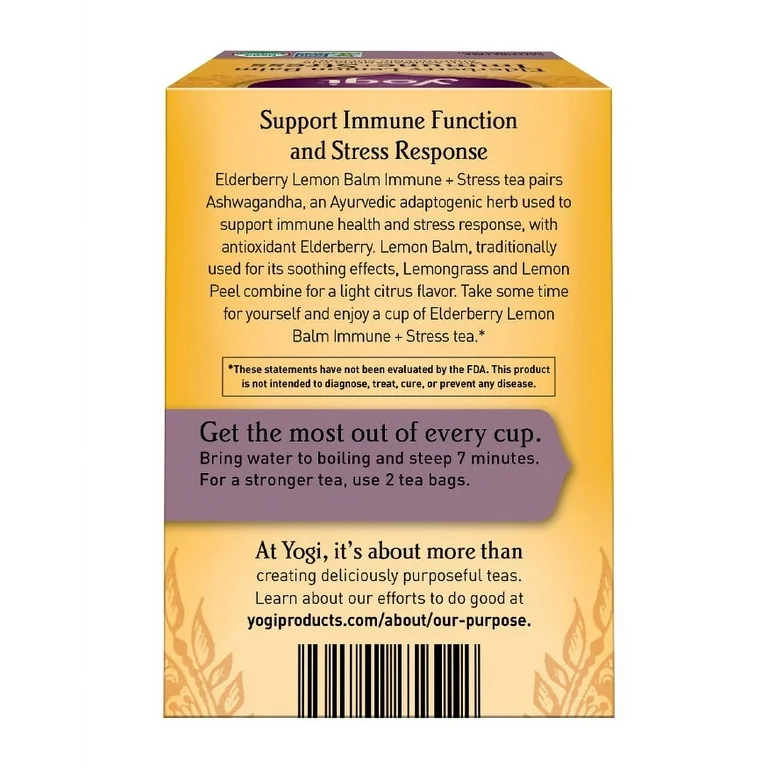 Yogi
Support Immune Function
and Stress Response
Elderberry Lemon Balm Immune + Stress tea pairs
Ashwagandha, an Ayurvedic adaptogenic herb used to
support immune health and stress response, with
antioxidant Elderberry. Lemon Balm, traditionally
used for its soothing effects, Lemongrass and Lemon
Peel combine for a light citrus flavor. Take some time
for yourself and enjoy a cup of Elderberry Lemon
Balm Immune + Stress tea.*
*These statements have not been evaluated by the FDA. This product
is not intended to diagnose, treat, cure, or prevent any disease.
Get the most out of every cup.
Bring water to boiling and steep 7 minutes.
For a stronger tea, use 2 tea bags.
At Yogi, it's about more than
creating deliciously purposeful teas.
Learn about our efforts to do good at
yogiproducts.com/about/our-purpose.